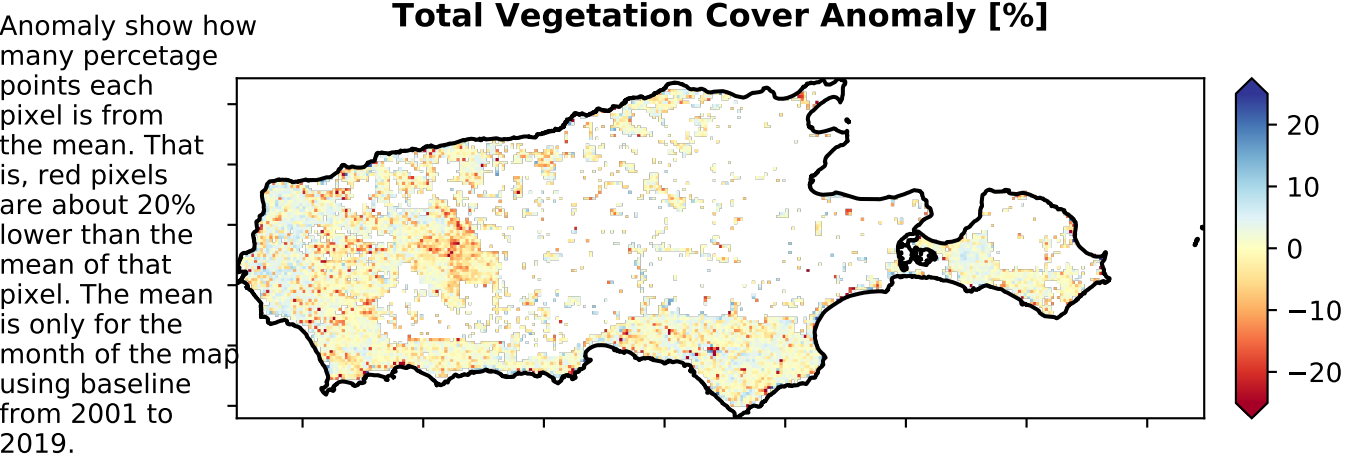 Total Vegetation Cover Anomaly [%]
Anomaly show how
many percetage
points each
pixel is from
the mean. That
is, red pixels
are about 20%
lower than the
mean of that
pixel. The mean
is only for the
month of the map
using baseline
from 2001 to
2019.
20
10
0
−10
−20